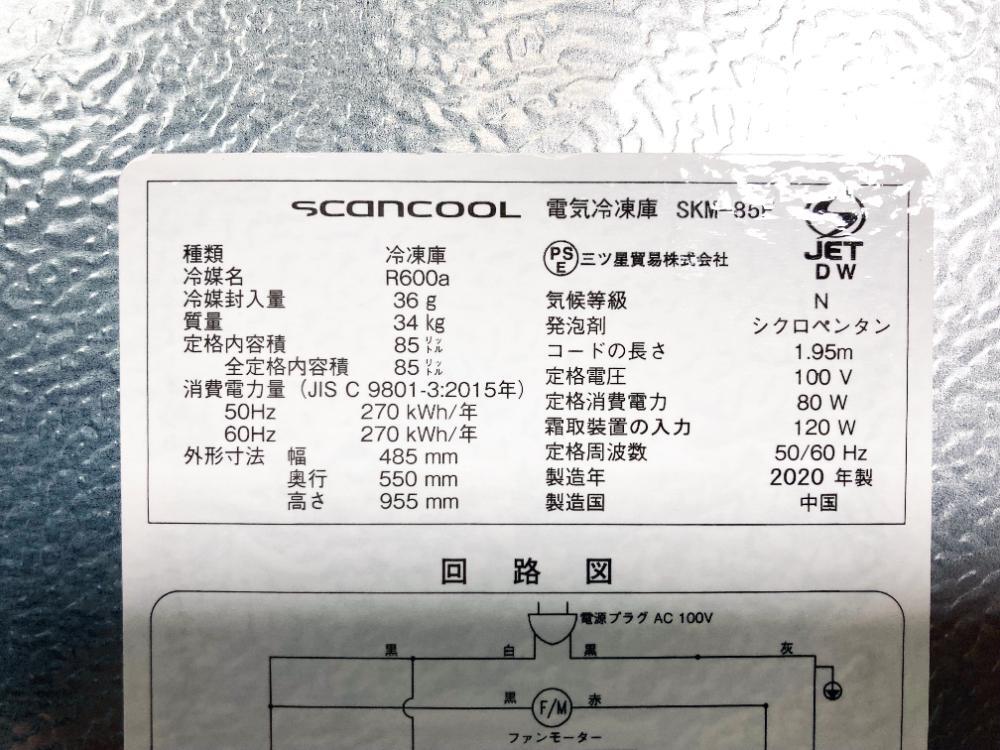 scancool 電気冷凍庫 SKM-85F
種類 冷凍庫
冷媒名 R600a
冷媒封入量 36 g
質量 34 kg
定格内容積 85 リットル
全定格内容積 85 リットル
消費電力量（JIS C 9801-3:2015年）
50Hz 270 kWh/年
60Hz 270 kWh/年
外形寸法 幅 485 mm
奥行 550 mm
高さ 955 mm
PSE 三ツ星貿易株式会社
JET
DW
気候等級 N
発泡剤 シクロペンタン
コードの長さ 1.95m
定格電圧 100 V
定格消費電力 80 W
霜取装置の入力 120 W
定格周波数 50/60 Hz
製造年 2020 年製
製造国 中国
回路図
電源プラグ AC 100V
黒 白 黒 灰
黒 F/M 赤
ファンモーター